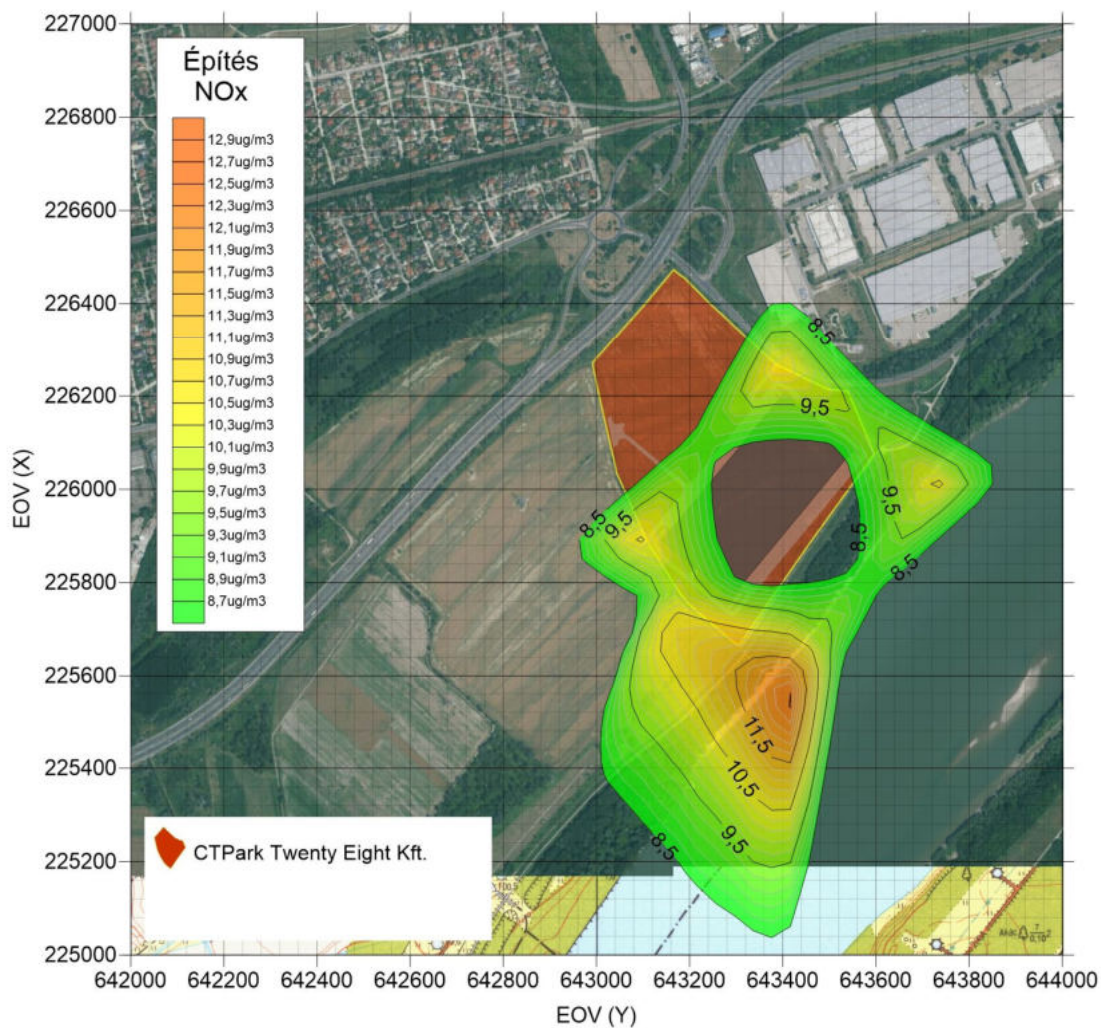 227000
226800
226600
226400
226200
226000
225800
225600
225400
225200
225000
EOV (X)
Építés
NOx
12,9ug/m3
12,7ug/m3
12,5ug/m3
12,3ug/m3
12,1ug/m3
11,9ug/m3
11,7ug/m3
11,5ug/m3
11,3ug/m3
11,1ug/m3
10,9ug/m3
10,7ug/m3
10,5ug/m3
10,3ug/m3
10,1ug/m3
9,9ug/m3
9,7ug/m3
9,5ug/m3
9,3ug/m3
9,1ug/m3
8,9ug/m3
8,7ug/m3
8,5
9,5
8,5
9,5
9,5
8,5
8,5
11,5
10,5
9,5
8,5
CTPark Twenty Eight Kft.
100,5
Akác
642000 642200 642400 642600 642800 643000 643200 643400 643600 643800 644000
EOV (Y)